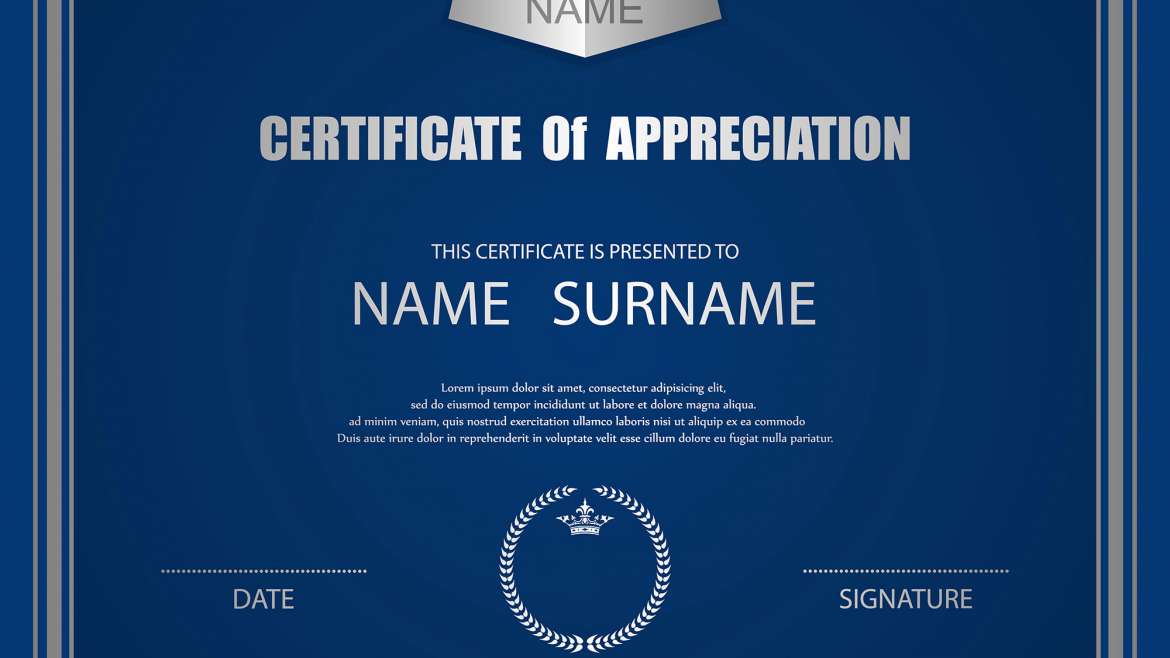 NAME
CERTIFICATE Of APPRECIATION
THIS CERTIFICATE IS PRESENTED TO
NAME SURNAME
Lorem ipsum dolor sit amet, consectetur adipisicing elit,
sed do eiusmod tempor incididunt ut labore et dolore magna aliqua.
ad minim veniam, quis nostrud exercitation ullamco laboris nisi ut aliquip ex ea commodo
Duis aute irure dolor in reprehenderit in voluptate velit esse cillum dolore eu fugiat nulla pariatur.
DATE
SIGNATURE